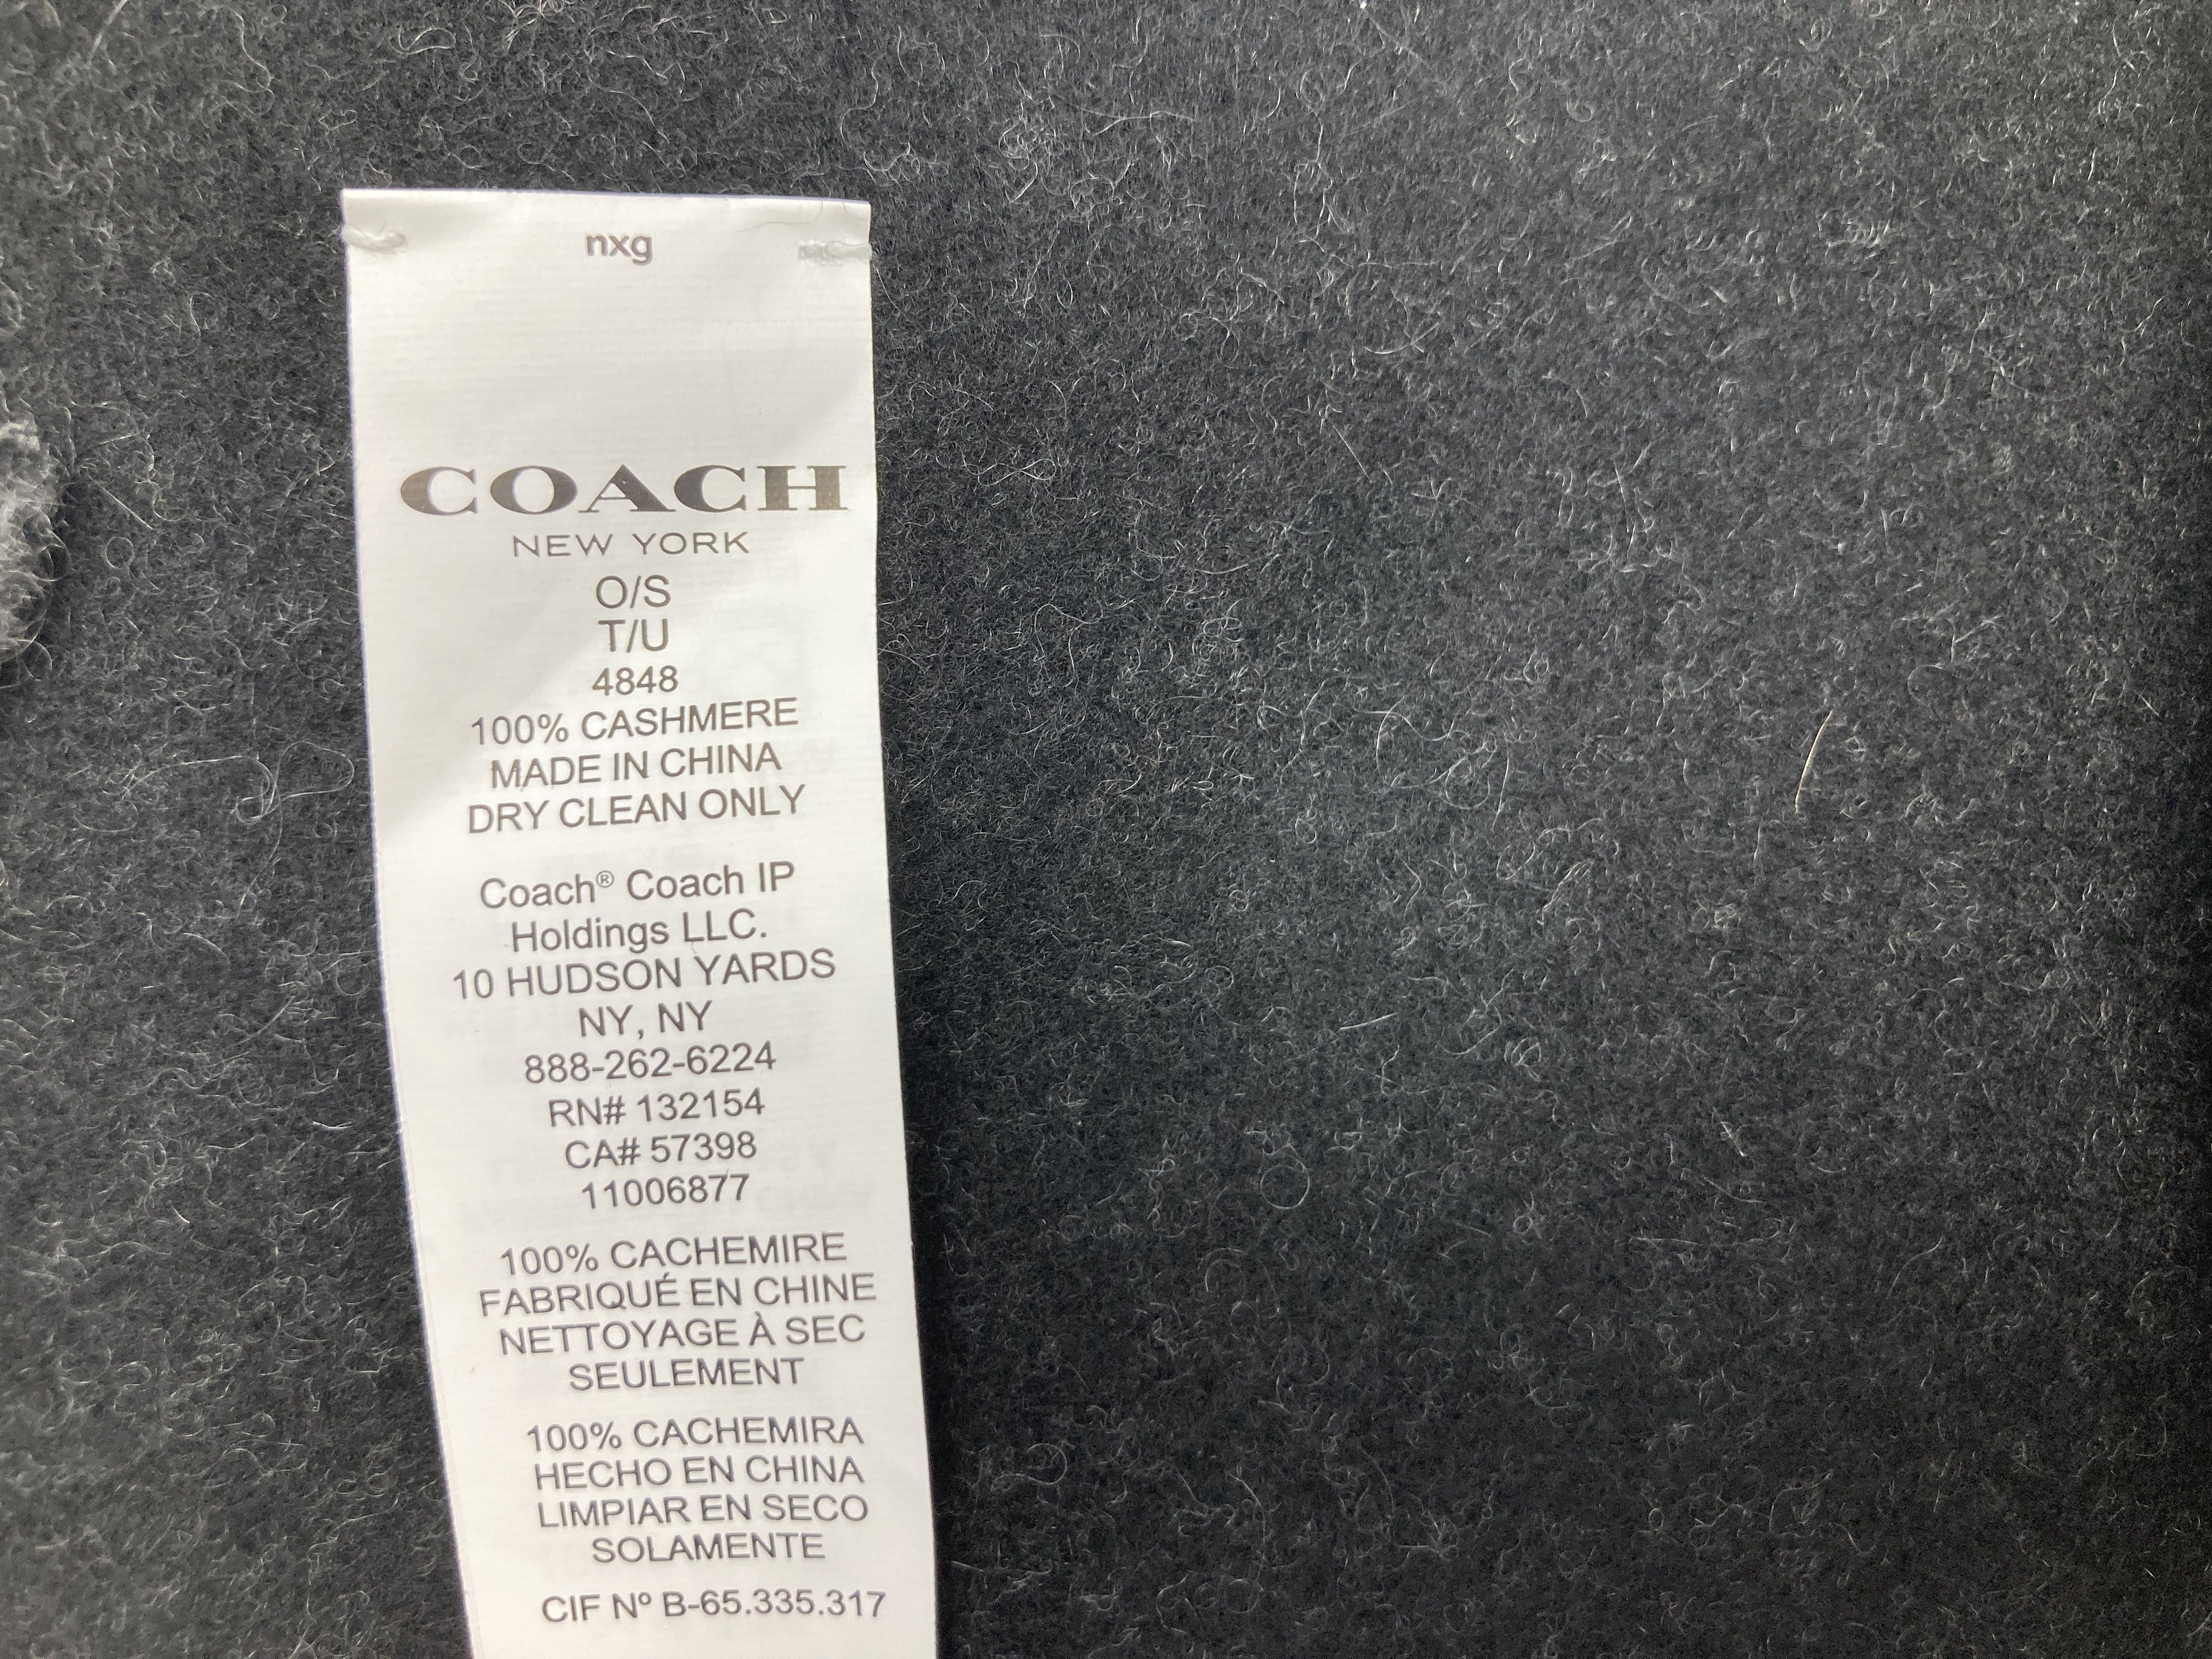 nxg
COACH
NEW YORK
O/S
T/U
4848
100% CASHMERE
MADE IN CHINA
DRY CLEAN ONLY
Coach® Coach IP
Holdings LLC.
10 HUDSON YARDS
NY, NY
888-262-6224
RN# 132154
CA# 57398
11006877
100% CACHEMIRE
FABRIQUÉ EN CHINE
NETTOYAGE À SEC
SEULEMENT
100% CACHEMIRA
HECHO EN CHINA
LIMPIAR EN SECO
SOLAMENTE
CIF Nº B-65.335.317